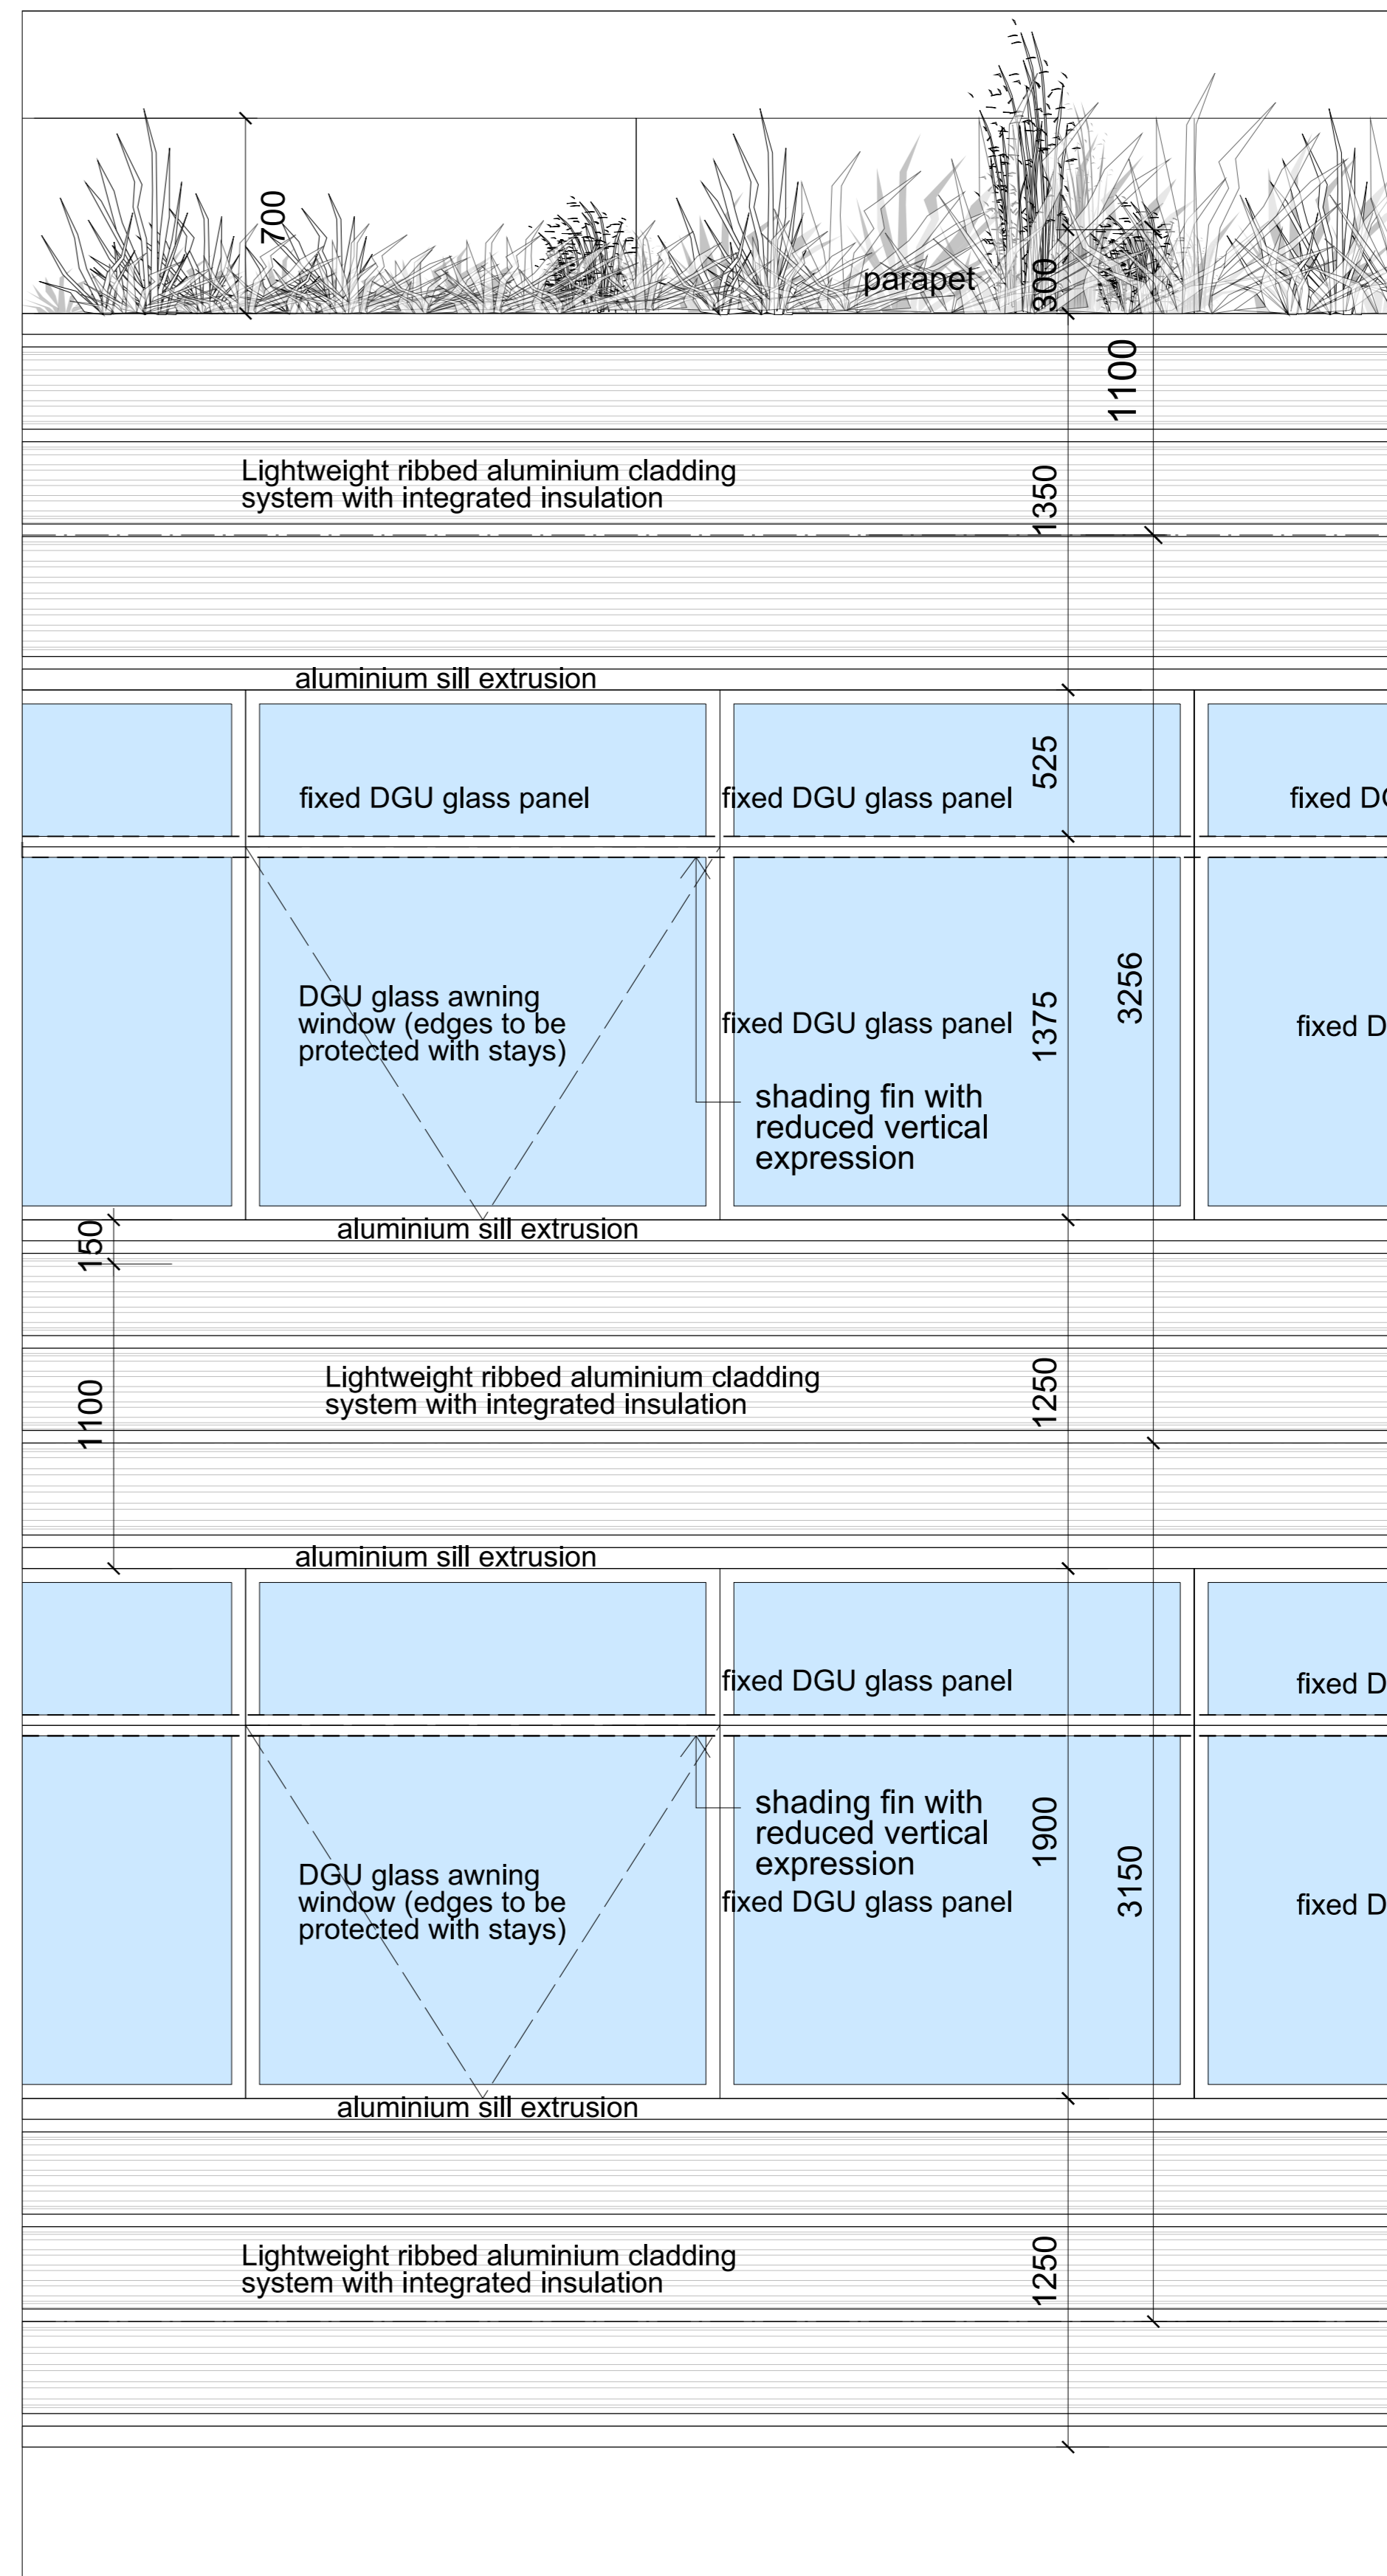 700
parapet
300
1100
Lightweight ribbed aluminium cladding
system with integrated insulation
1350
aluminium sill extrusion
525
fixed DGU glass panel
fixed DGU glass panel
fixed
DGU glass awning
window (edges to be
protected with stays)
fixed DGU glass panel
1375
3256
fixed
shading fin with
reduced vertical
expression
150
aluminium sill extrusion
1100
Lightweight ribbed aluminium cladding
system with integrated insulation
1250
aluminium sill extrusion
fixed DGU glass panel
fixed
shading fin with
reduced vertical
expression
1900
3150
DGU glass awning
window (edges to be
protected with stays)
fixed DGU glass panel
fixed
aluminium sill extrusion
Lightweight ribbed aluminium cladding
system with integrated insulation
1250